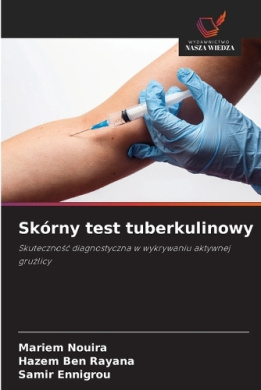 WYDAWNICTWO
NASZA WIEDZA
Skórny test tuberkulinowy
Skuteczność diagnostyczna w wykrywaniu aktywnej
gruźlicy
Mariem Nouira
Hazem Ben Rayana
Samir Ennigrou